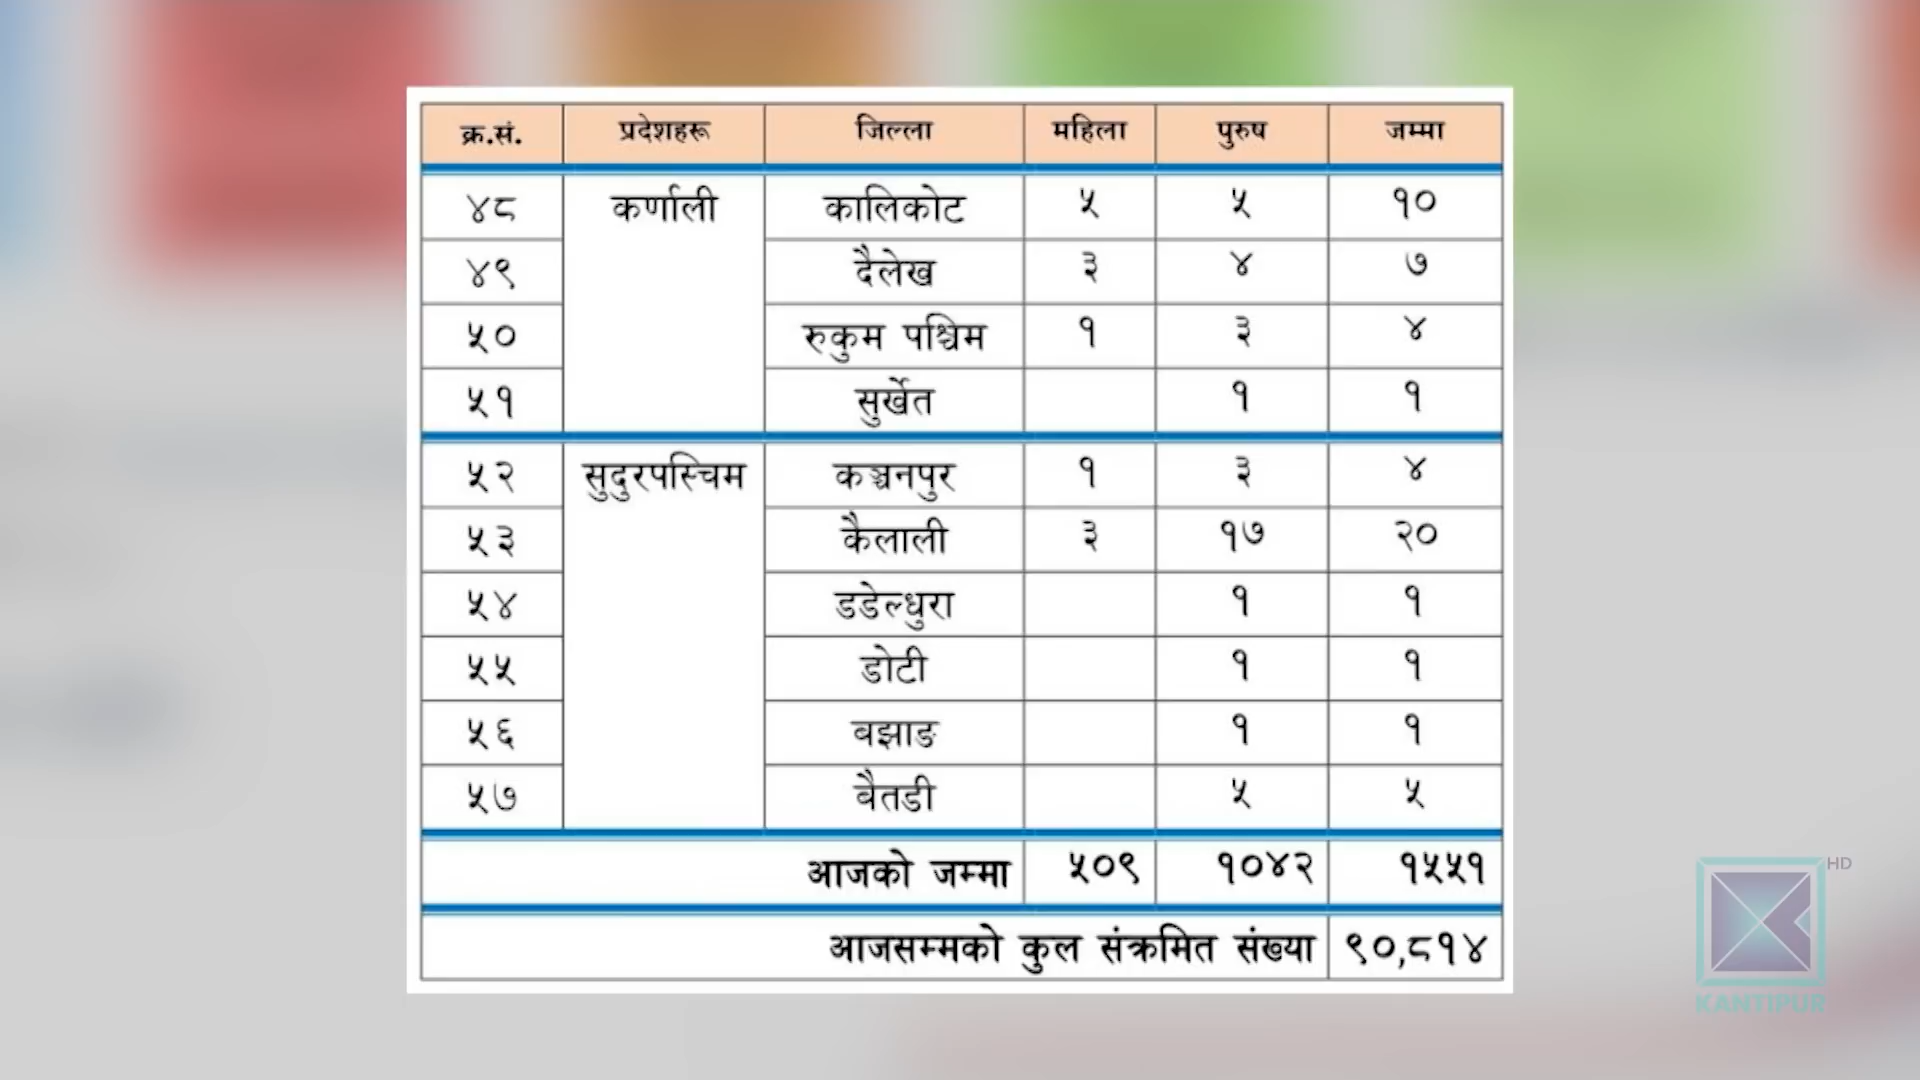 क्र.सं. प्रदेशहरू जिल्ला महिला पुरुष जम्मा
४८ कर्णाली कालिकोट ५ ५ १०
४९ दैलेख ३ ४ ७
५० रुकुम पश्चिम १ ३ ४
५१ सुर्खेत १ १
५२ सुदुरपस्चिम कञ्चनपुर १ ३ ४
५३ कैलाली ३ १७ २०
५४ डडेल्धुरा १ १
५५ डोटी १ १
५६ बझाङ १ १
५७ बैतडी ५ ५
आजको जम्मा ५०९ १०४२ १५५१
आजसम्मको कुल संक्रमित संख्या ९०,८१४
HD
KANTIPUR